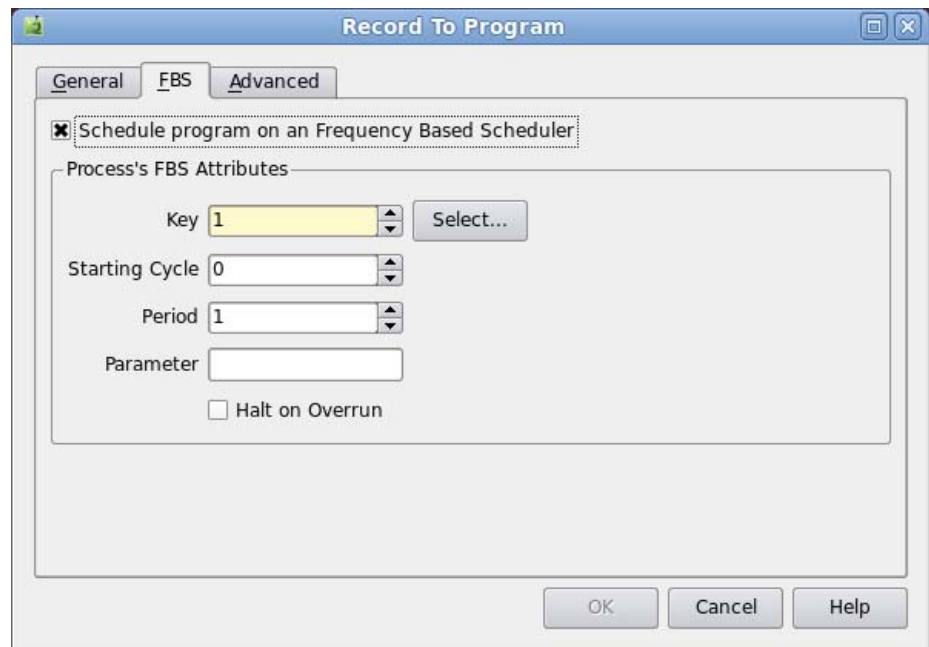 Record To Program
General FBS Advanced
Schedule program on an Frequency Based Scheduler
Process's FBS Attributes
Key 1 Select...
Starting Cycle 0
Period 1
Parameter
Halt on Overrun
OK Cancel Help